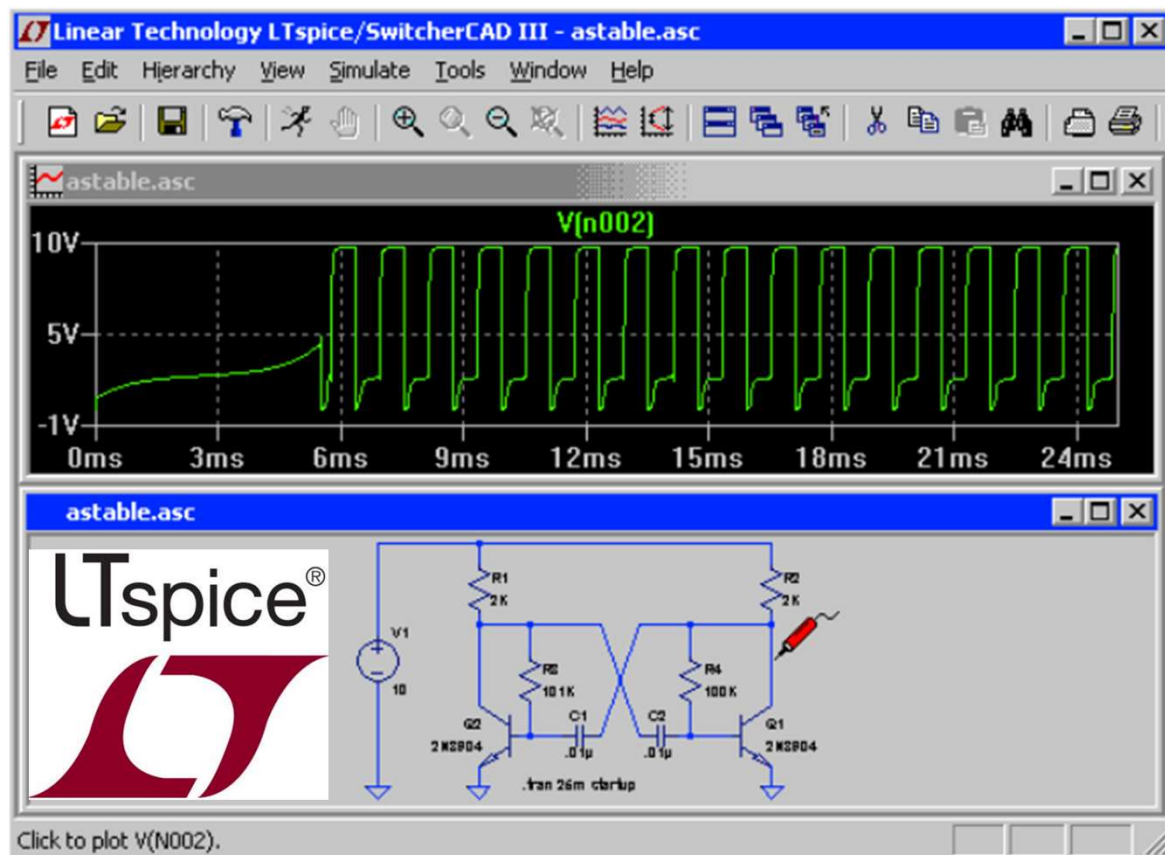 Linear Technology LTspice/SwitcherCAD III - astable.asc
File Edit Hierarchy View Simulate Tools Window Help
astable.asc
V(n002)
10V
5V
-1V
0ms 3ms 6ms 9ms 12ms 15ms 18ms 21ms 24ms
astable.asc
LTspice®
R1
2K
R2
2K
V1
10
R3
101K
R4
100K
C1
.01µ
C2
.01µ
Q2
2N3904
Q1
2N3904
.tran 26m startup
Click to plot V(N002).